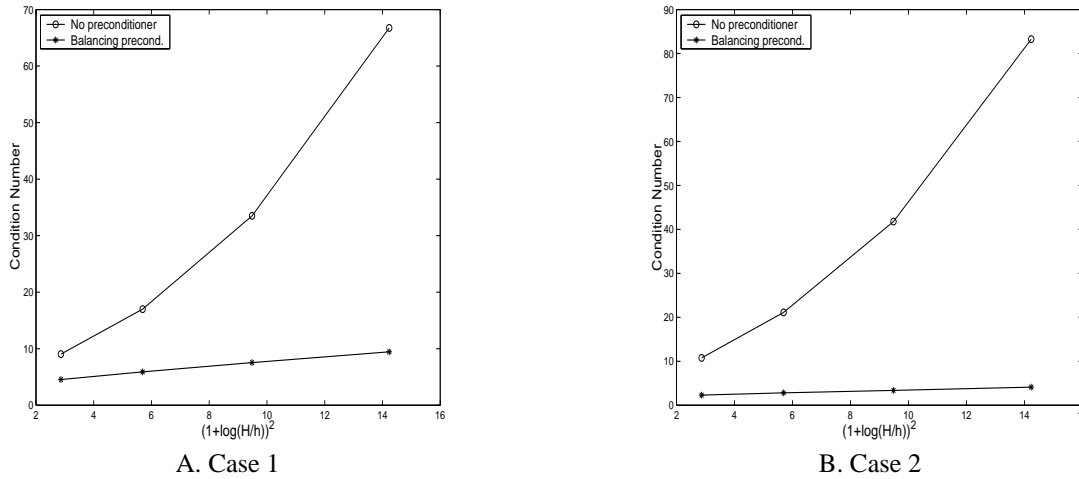 70
60
50
40
30
20
10
0
Condition Number
No preconditioner
Balancing precond.
2 4 6 8 10 12 14 16
(1+log(H/h))^2
A. Case 1
90
80
70
60
50
40
30
20
10
0
Condition Number
No preconditioner
Balancing precond.
2 4 6 8 10 12 14
(1+log(H/h))^2
B. Case 2